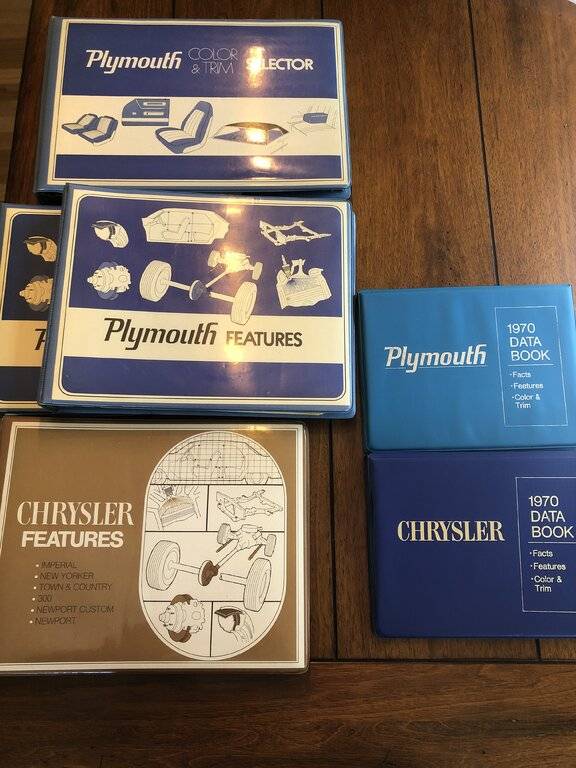 Plymouth COLOR & TRIM SELECTOR
Plymouth FEATURES
CHRYSLER
FEATURES
• IMPERIAL
• NEW YORKER
• TOWN & COUNTRY
• 300
• NEWPORT CUSTOM
• NEWPORT
Plymouth
1970
DATA
BOOK
• Facts
• Features
• Color &
Trim
CHRYSLER
1970
DATA
BOOK
• Facts
• Features
• Color &
Trim